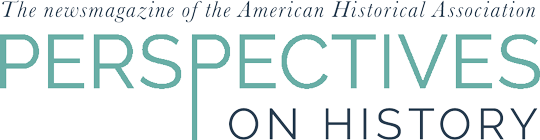 The newsmagazine of the American Historical Association
PERSPECTIVES
ON HISTORY